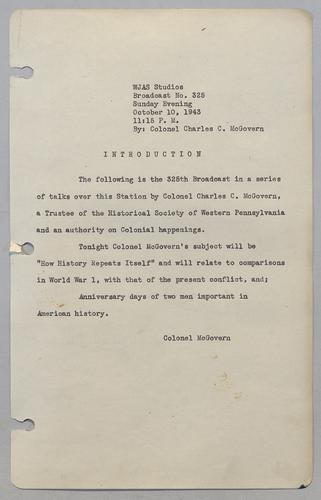 WJAS Studios
Broadcast No. 325
Sunday Evening
October 10, 1943
11:15 P. M.
By: Colonel Charles C. McGovern
I N T R O D U C T I O N
The following is the 325th Broadcast in a series
of talks over this Station by Colonel Charles C. McGovern,
a Trustee of the Historical Society of Western Pennsylvania
and an authority on Colonial happenings.
Tonight Colonel McGovern's subject will be
"How History Repeats Itself" and will relate to comparisons
in World War 1, with that of the present conflict, and;
Anniversary days of two men important in
American history.
Colonel McGovern